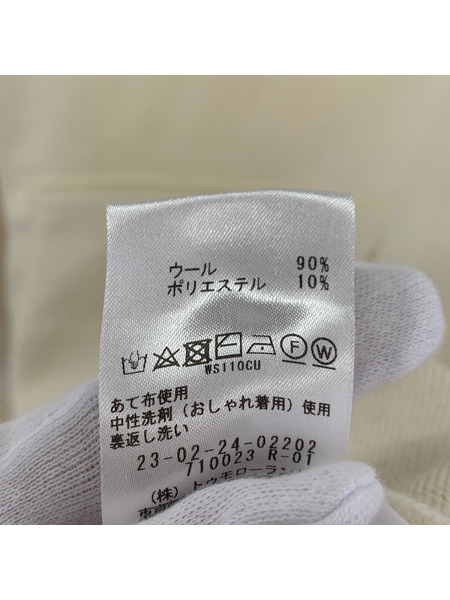 ウール 90%
ポリエステル 10%
F W
WS110CU
あて布使用
中性洗剤（おしゃれ着用）使用
裏返し洗い
23-02-24-02202
710023 R-01
（株）トゥモローラン